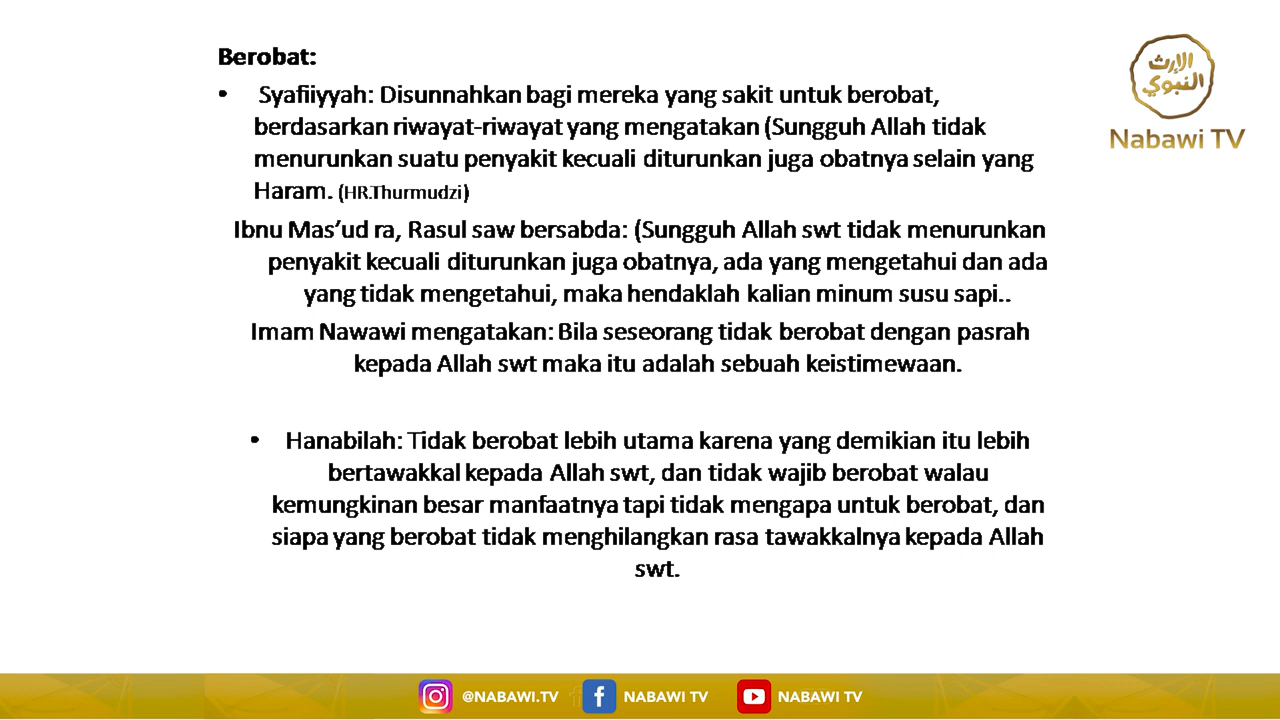 Berobat:
• Syafiiyyah: Disunnahkan bagi mereka yang sakit untuk berobat,
berdasarkan riwayat-riwayat yang mengatakan (Sungguh Allah tidak
menurunkan suatu penyakit kecuali diturunkan juga obatnya selain yang
Haram. (HR.Thurmudzi)
Ibnu Mas’ud ra, Rasul saw bersabda: (Sungguh Allah swt tidak menurunkan
penyakit kecuali diturunkan juga obatnya, ada yang mengetahui dan ada
yang tidak mengetahui, maka hendaklah kalian minum susu sapi..
Imam Nawawi mengatakan: Bila seseorang tidak berobat dengan pasrah
kepada Allah swt maka itu adalah sebuah keistimewaan.
• Hanabilah: Tidak berobat lebih utama karena yang demikian itu lebih
bertawakkal kepada Allah swt, dan tidak wajib berobat walau
kemungkinan besar manfaatnya tapi tidak mengapa untuk berobat, dan
siapa yang berobat tidak menghilangkan rasa tawakkalnya kepada Allah
swt.
الإرث
النبوي
Nabawi TV
@NABAWI.TV
NABAWI TV
NABAWI TV